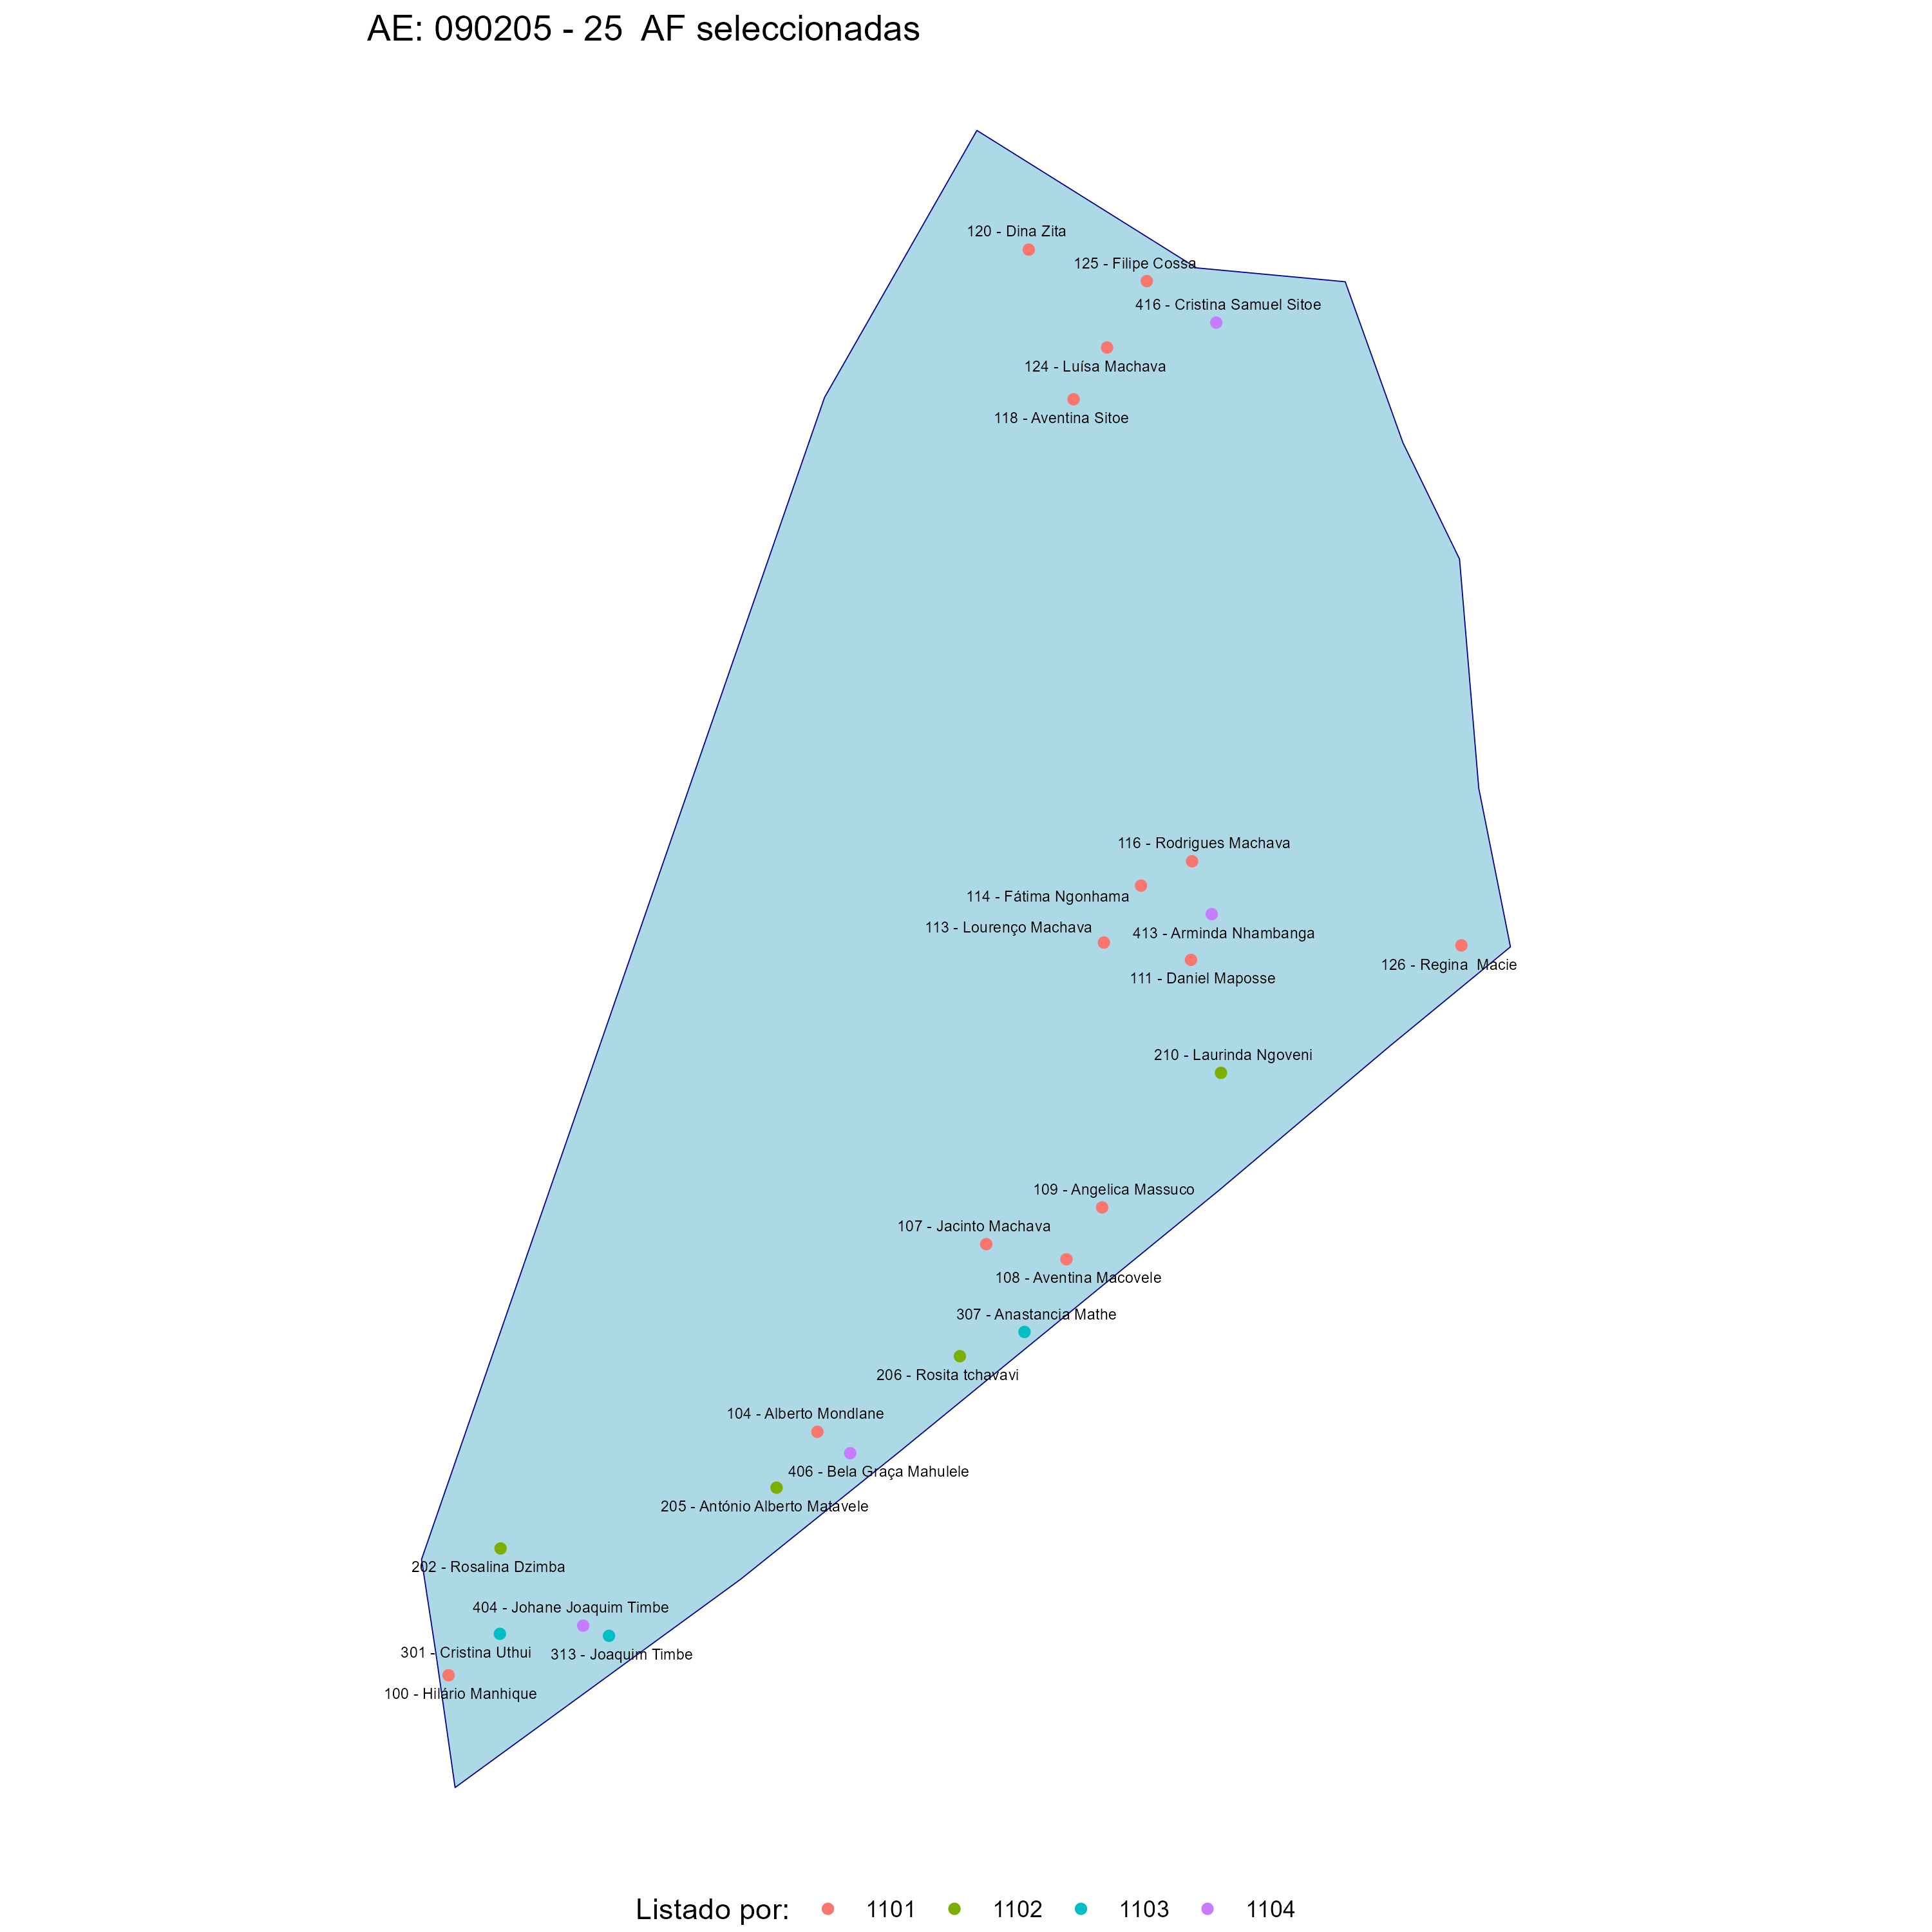 AE: 090205 - 25  AF seleccionadas
120 - Dina Zita
125 - Filipe Cossa
416 - Cristina Samuel Sitoe
124 - Luísa Machava
118 - Aventina Sitoe
116 - Rodrigues Machava
114 - Fátima Ngonhama
113 - Lourenço Machava
413 - Arminda Nhambanga
126 - Regina  Macie
111 - Daniel Maposse
210 - Laurinda Ngoveni
109 - Angelica Massuco
107 - Jacinto Machava
108 - Aventina Macovele
307 - Anastancia Mathe
206 - Rosita tchavavi
104 - Alberto Mondlane
406 - Bela Graça Mahulele
205 - António Alberto Matavele
202 - Rosalina Dzimba
404 - Johane Joaquim Timbe
301 - Cristina Uthui
313 - Joaquim Timbe
100 - Hilário Manhique
Listado por: 1101 1102 1103 1104